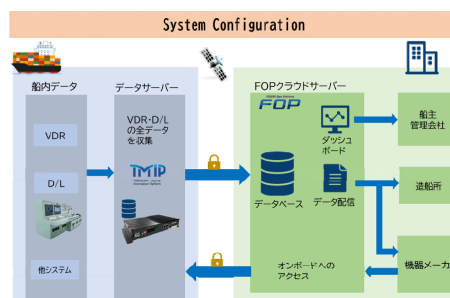 System Configuration
船内データ
データサーバー
FOPクラウドサーバー
VDR
D/L
他システム
VDR・D/L
の全データ
を収集
TMIP
FOP
ダッシュ
ボード
データベース
データ配信
オンボードへの
アクセス
船主
管理会社
造船所
機器メーカ